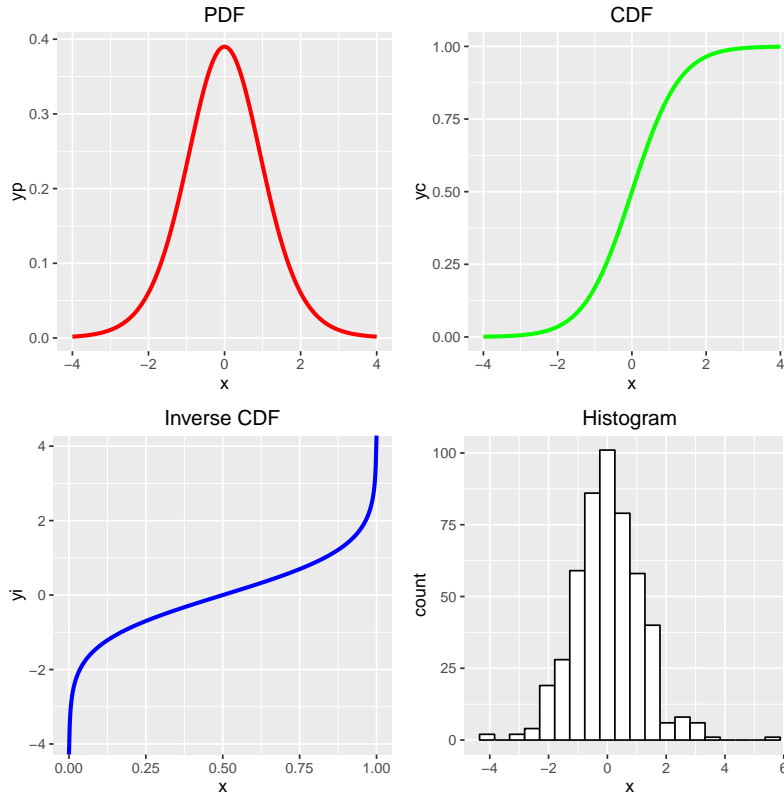 PDF
0.4
0.3
0.2
0.1
0.0
yp
−4 −2 0 2 4
x
CDF
1.00
0.75
0.50
0.25
0.00
yc
−4 −2 0 2 4
x
Inverse CDF
4
2
0
−2
−4
yi
0.00 0.25 0.50 0.75 1.00
x
Histogram
100
75
50
25
0
count
−4 −2 0 2 4 6
x